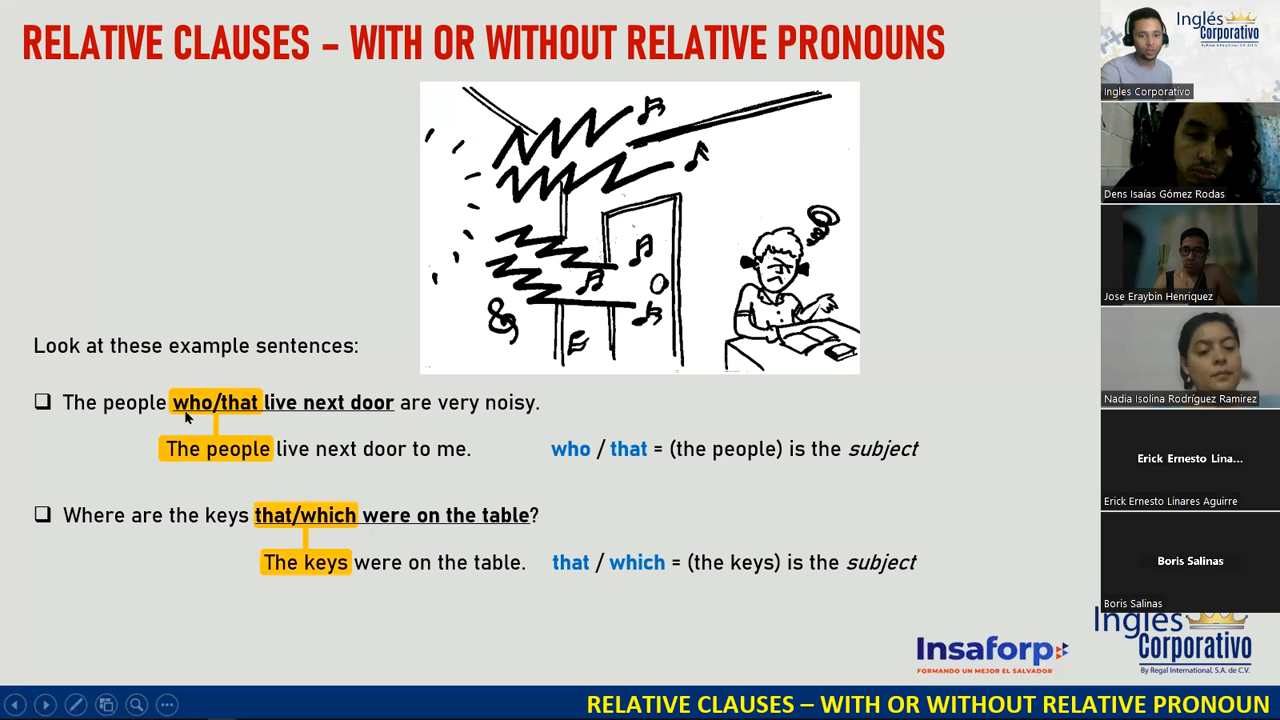 RELATIVE CLAUSES – WITH OR WITHOUT RELATIVE PRONOUNS
Look at these example sentences:
The people who/that live next door are very noisy.
The people live next door to me. who / that = (the people) is the subject
Where are the keys that/which were on the table?
The keys were on the table. that / which = (the keys) is the subject
Insaforp
FORMANDO UN MEJOR EL SALVADOR
Inglés
Corporativo
By Regal International, S.A. de C.V.
RELATIVE CLAUSES – WITH OR WITHOUT RELATIVE PRONOUN
Inglés
Corporativo
By Regal International, S.A. de C.V.
Ingles Corporativo
Dens Isaías Gómez Rodas
Jose Eraybin Henriquez
Nadia Isolina Rodríguez Ramirez
Erick Ernesto Lina...
Erick Ernesto Linares Aguirre
Boris Salinas
Boris Salinas